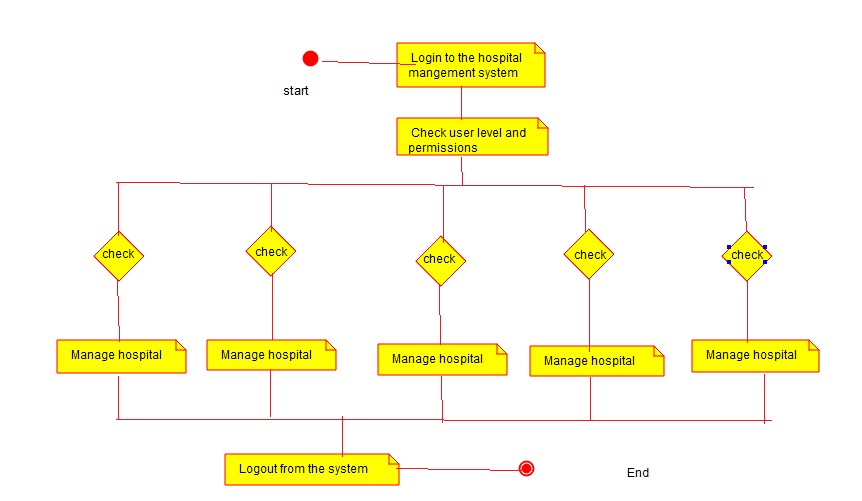 Login to the hospital
mangement system
start
Check user level and
permissions
check
check
check
check
check
Manage hospital
Manage hospital
Manage hospital
Manage hospital
Manage hospital
Logout from the system
End